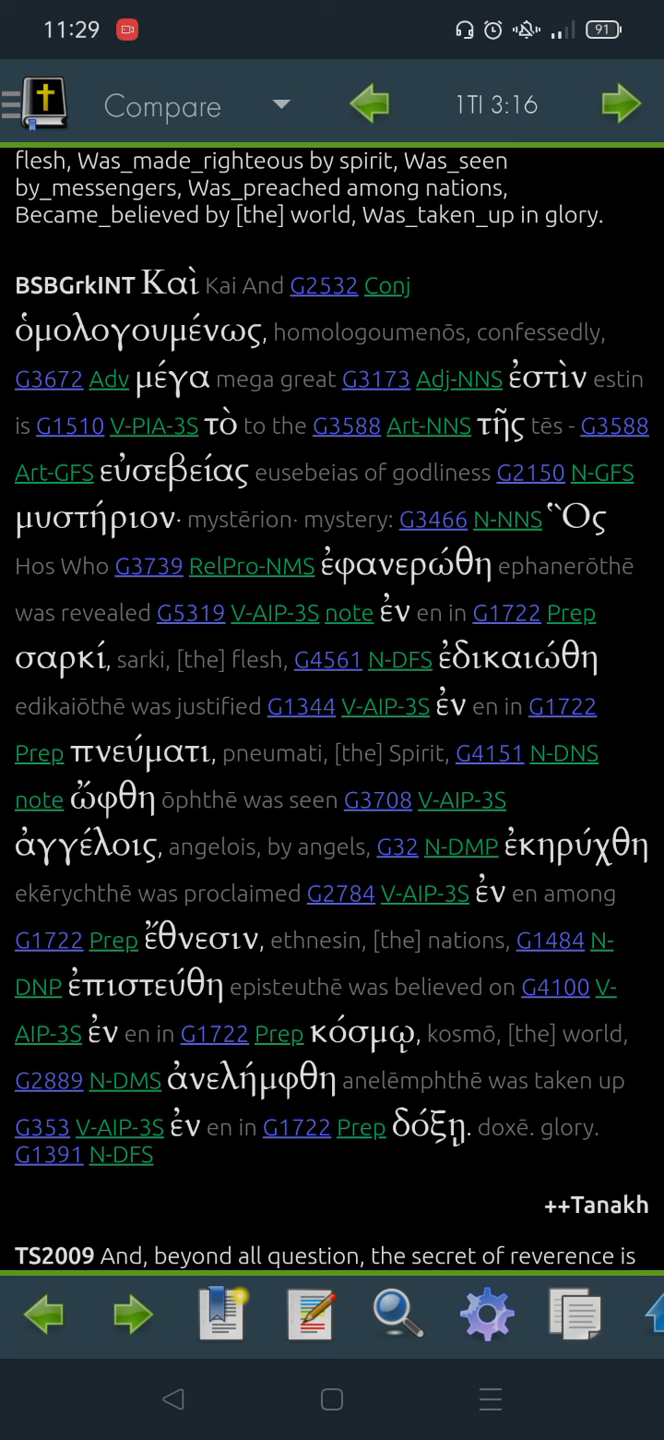 11:29
91
Compare
1TI 3:16
flesh, Was_made_righteous by spirit, Was_seen
by_messengers, Was_preached among nations,
Became_believed by [the] world, Was_taken_up in glory.
BSBGrkINT Καὶ Kai And G2532 Conj
ὁμολογουμένως, homologoumenōs, confessedly,
G3672 Adv μέγα mega great G3173 Adj-NNS ἐστὶν estin
is G1510 V-PIA-3S τὸ to the G3588 Art-NNS τῆς tēs - G3588
Art-GFS εὐσεβείας eusebeias of godliness G2150 N-GFS
μυστήριον· mystērion· mystery: G3466 N-NNS Ὃς
Hos Who G3739 RelPro-NMS ἐφανερώθη ephanerōthē
was revealed G5319 V-AIP-3S note ἐν en in G1722 Prep
σαρκί, sarki, [the] flesh, G4561 N-DFS ἐδικαιώθη
edikaiōthē was justified G1344 V-AIP-3S ἐν en in G1722
Prep πνεύματι, pneumati, [the] Spirit, G4151 N-DNS
note ὤφθη ōphthē was seen G3708 V-AIP-3S
ἀγγέλοις, angelois, by angels, G32 N-DMP ἐκηρύχθη
ekērychthē was proclaimed G2784 V-AIP-3S ἐν en among
G1722 Prep ἔθνεσιν, ethnesin, [the] nations, G1484 N-
DNP ἐπιστεύθη episteuthē was believed on G4100 V-
AIP-3S ἐν en in G1722 Prep κόσμῳ, kosmō, [the] world,
G2889 N-DMS ἀνελήμφθη anelēmphthē was taken up
G353 V-AIP-3S ἐν en in G1722 Prep δόξῃ. doxē. glory.
G1391 N-DFS
++Tanakh
TS2009 And, beyond all question, the secret of reverence is